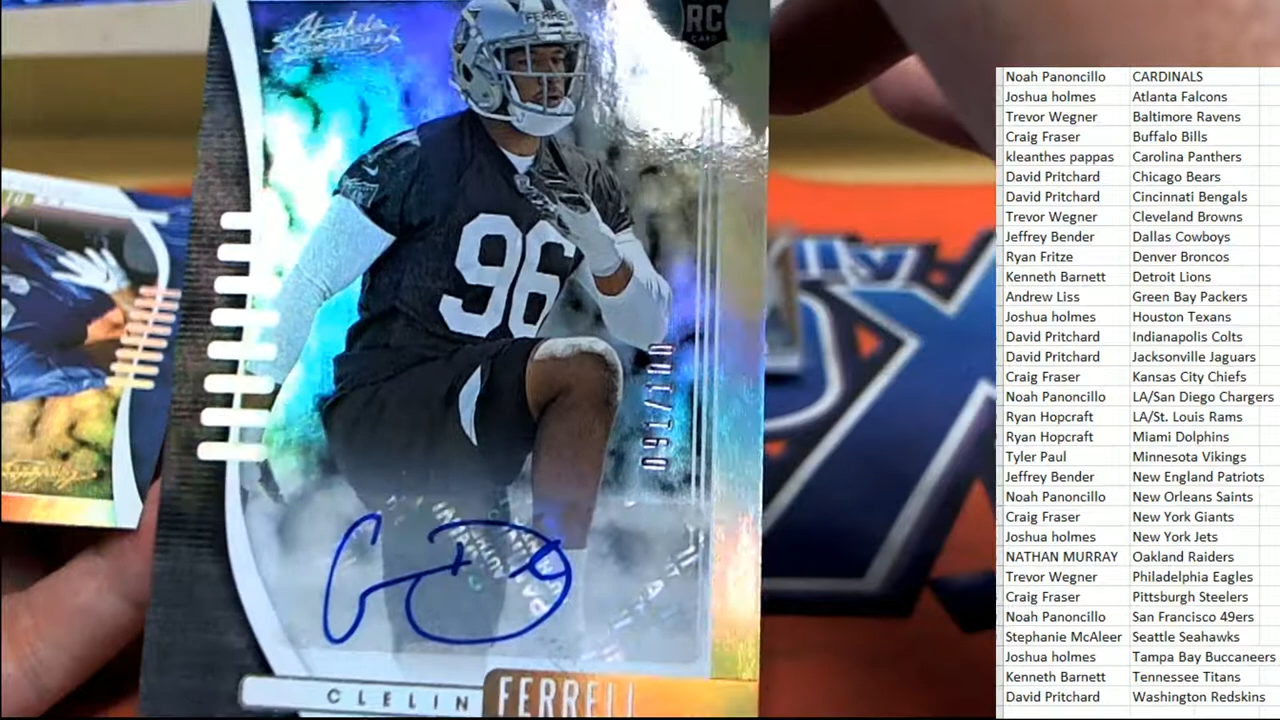 Absolute
FERRELL
RC
CARD
96
091/100
CLELIN FERRELL
Noah Panoncillo CARDINALS
Joshua holmes Atlanta Falcons
Trevor Wegner Baltimore Ravens
Craig Fraser Buffalo Bills
kleanthes pappas Carolina Panthers
David Pritchard Chicago Bears
David Pritchard Cincinnati Bengals
Trevor Wegner Cleveland Browns
Jeffrey Bender Dallas Cowboys
Ryan Fritze Denver Broncos
Kenneth Barnett Detroit Lions
Andrew Liss Green Bay Packers
Joshua holmes Houston Texans
David Pritchard Indianapolis Colts
David Pritchard Jacksonville Jaguars
Craig Fraser Kansas City Chiefs
Noah Panoncillo LA/San Diego Chargers
Ryan Hopcraft LA/St. Louis Rams
Ryan Hopcraft Miami Dolphins
Tyler Paul Minnesota Vikings
Jeffrey Bender New England Patriots
Noah Panoncillo New Orleans Saints
Craig Fraser New York Giants
Joshua holmes New York Jets
NATHAN MURRAY Oakland Raiders
Trevor Wegner Philadelphia Eagles
Craig Fraser Pittsburgh Steelers
Noah Panoncillo San Francisco 49ers
Stephanie McAleer Seattle Seahawks
Joshua holmes Tampa Bay Buccaneers
Kenneth Barnett Tennessee Titans
David Pritchard Washington Redskins